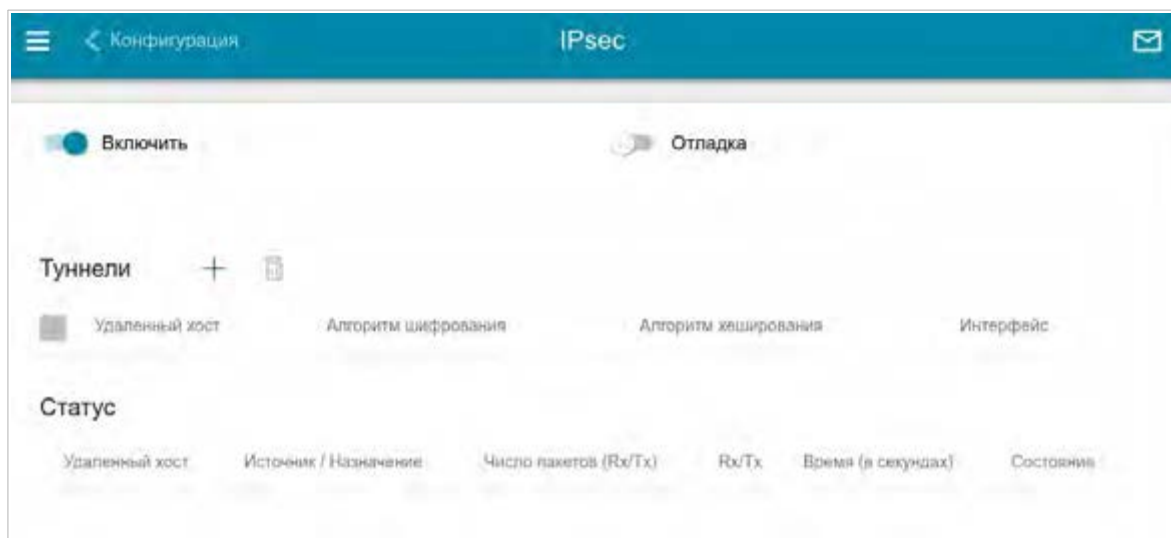 Конфигурация IPsec
Включить Отладка
Туннели +
Удаленный хост Алгоритм шифрования Алгоритм хеширования Интерфейс
Статус
Удаленный хост Источник / Назначение Число пакетов (Rx/Tx) Rx/Tx Время (в секундах) Состояние